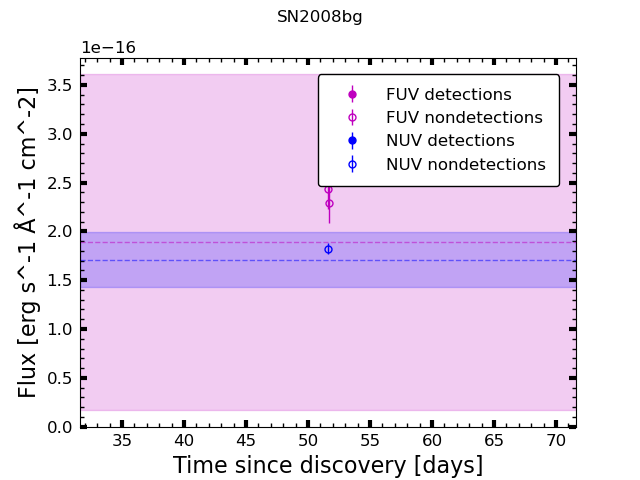 SN2008bg
1e−16
3.5
3.0
2.5
2.0
1.5
1.0
0.5
0.0
Flux [erg s^-1 Å^-1 cm^-2]
FUV detections
FUV nondetections
NUV detections
NUV nondetections
35 40 45 50 55 60 65 70
Time since discovery [days]